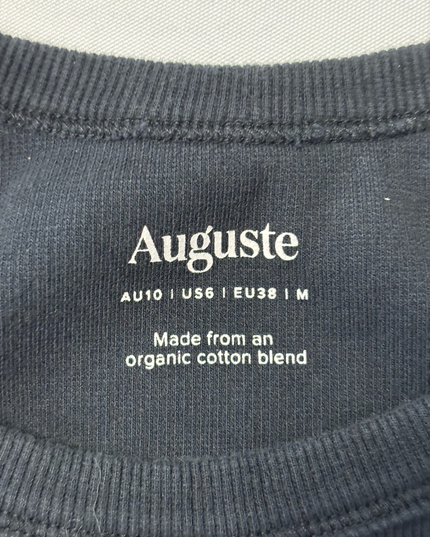 Auguste
AU10 | US6 | EU38 | M
Made from an
organic cotton blend